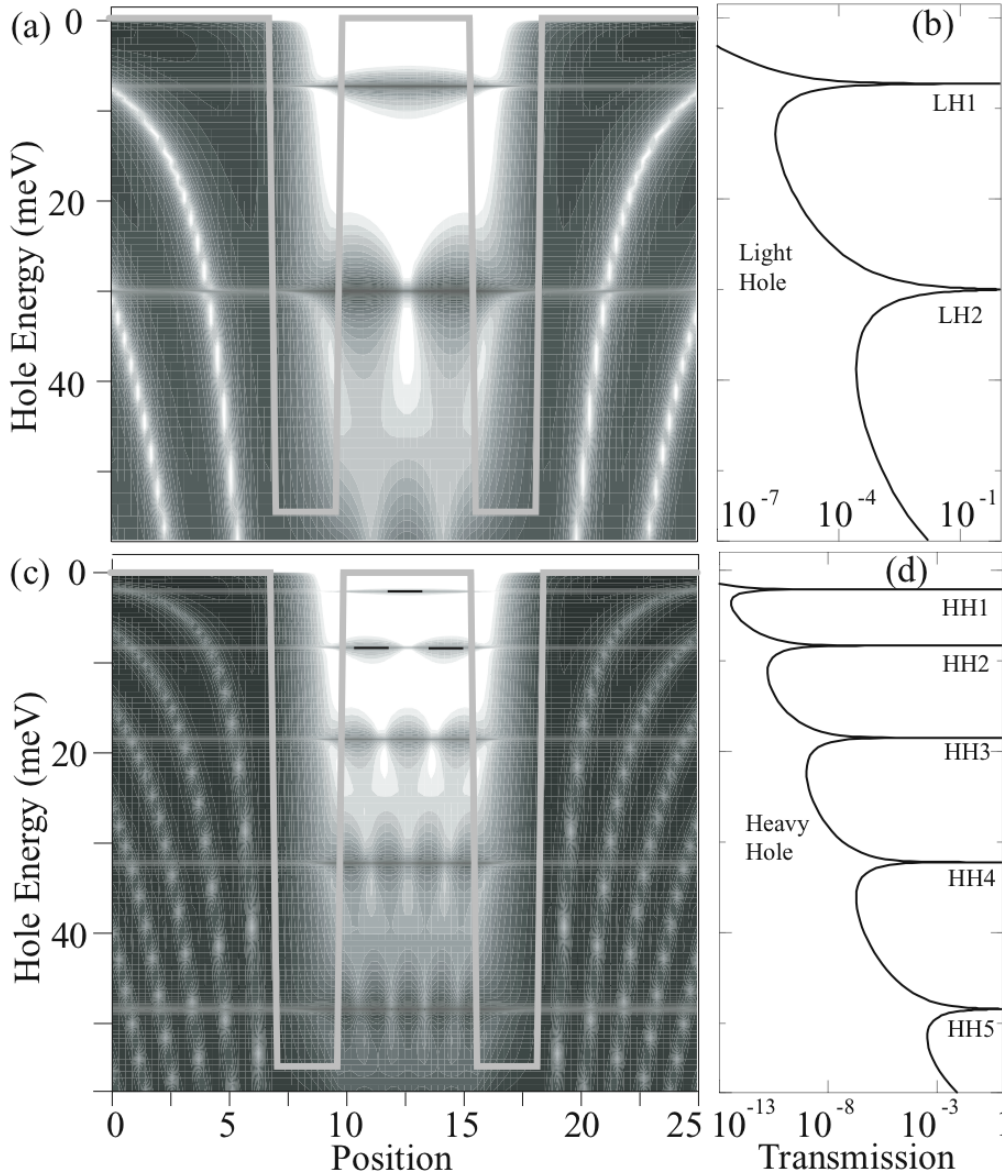 (a)
(b)
0
20
40
Hole Energy (meV)
LH1
Light
Hole
LH2
10-7
10-4
10-1
(c)
(d)
0
20
40
Hole Energy (meV)
HH1
HH2
HH3
Heavy
Hole
HH4
HH5
0
5
10
15
20
25
Position
10-13
10-8
10-3
Transmission